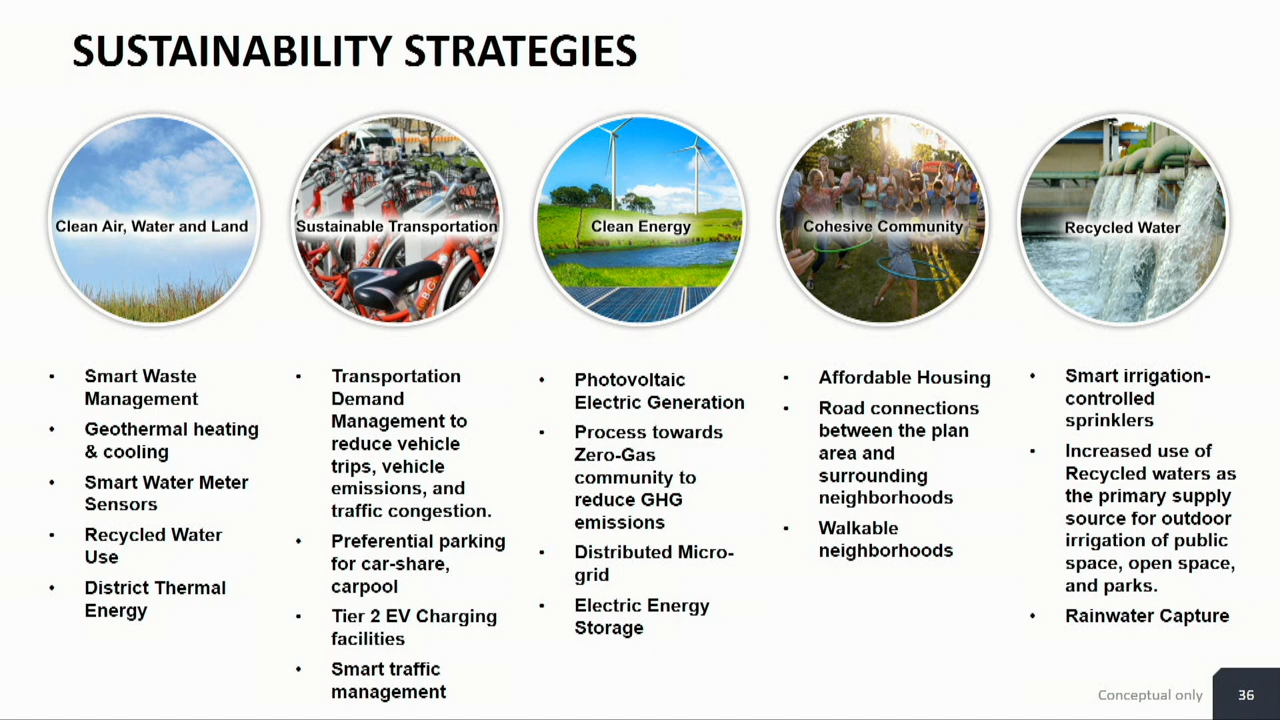 SUSTAINABILITY STRATEGIES
Clean Air, Water and Land
Sustainable Transportation
Clean Energy
Cohesive Community
Recycled Water
• Smart Waste
Management
• Geothermal heating
& cooling
• Smart Water Meter
Sensors
• Recycled Water
Use
• District Thermal
Energy
• Transportation
Demand
Management to
reduce vehicle
trips, vehicle
emissions, and
traffic congestion.
• Preferential parking
for car-share,
carpool
• Tier 2 EV Charging
facilities
• Smart traffic
management
• Photovoltaic
Electric Generation
• Process towards
Zero-Gas
community to
reduce GHG
emissions
• Distributed Micro-
grid
• Electric Energy
Storage
• Affordable Housing
• Road connections
between the plan
area and
surrounding
neighborhoods
• Walkable
neighborhoods
• Smart irrigation-
controlled
sprinklers
• Increased use of
Recycled waters as
the primary supply
source for outdoor
irrigation of public
space, open space,
and parks.
• Rainwater Capture
Conceptual only
36